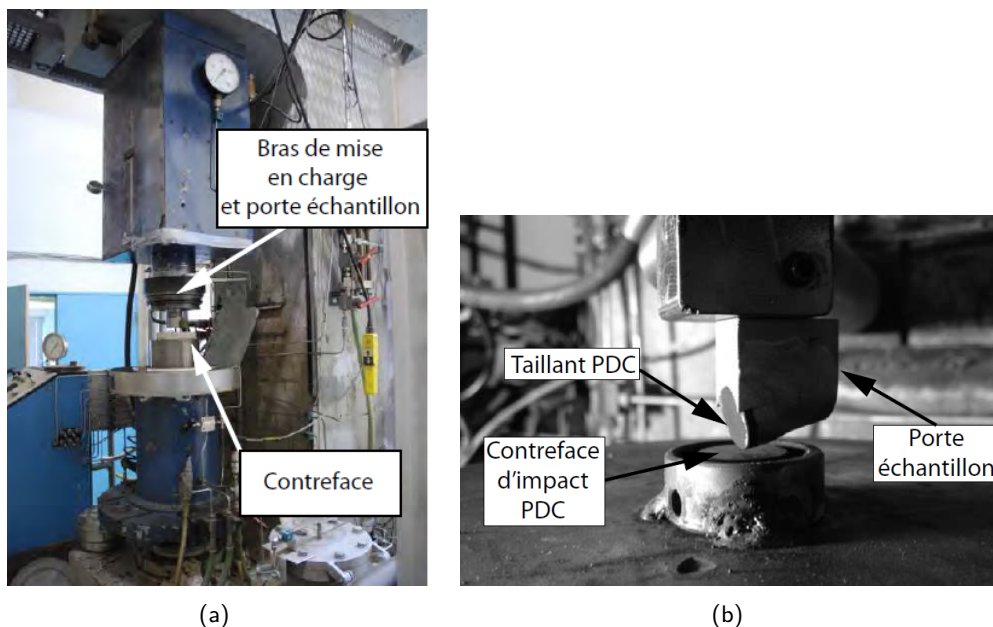 Bras de mise
en charge
et porte échantillon
Contreface
Taillant PDC
Contreface
d'impact
PDC
Porte
échantillon
(a)
(b)